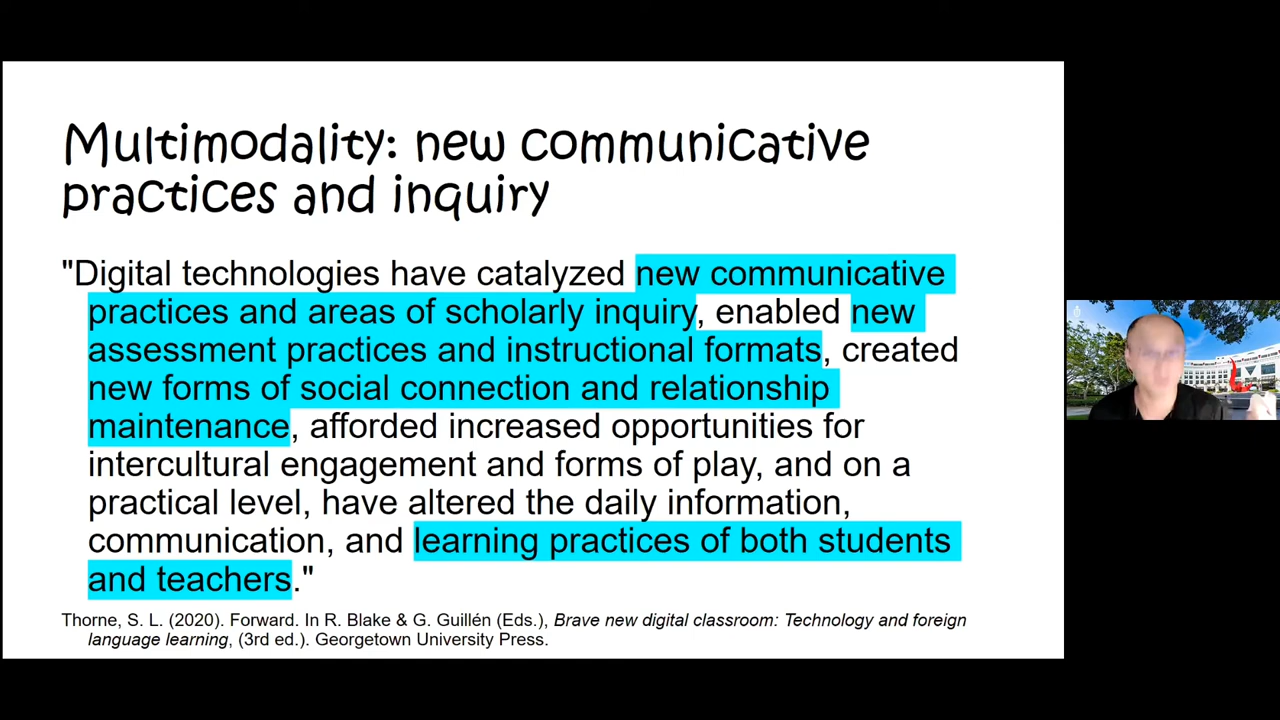 Multimodality: new communicative
practices and inquiry
"Digital technologies have catalyzed new communicative
practices and areas of scholarly inquiry, enabled new
assessment practices and instructional formats, created
new forms of social connection and relationship
maintenance, afforded increased opportunities for
intercultural engagement and forms of play, and on a
practical level, have altered the daily information,
communication, and learning practices of both students
and teachers."
Thorne, S. L. (2020). Forward. In R. Blake & G. Guillén (Eds.), Brave new digital classroom: Technology and foreign
language learning, (3rd ed.). Georgetown University Press.